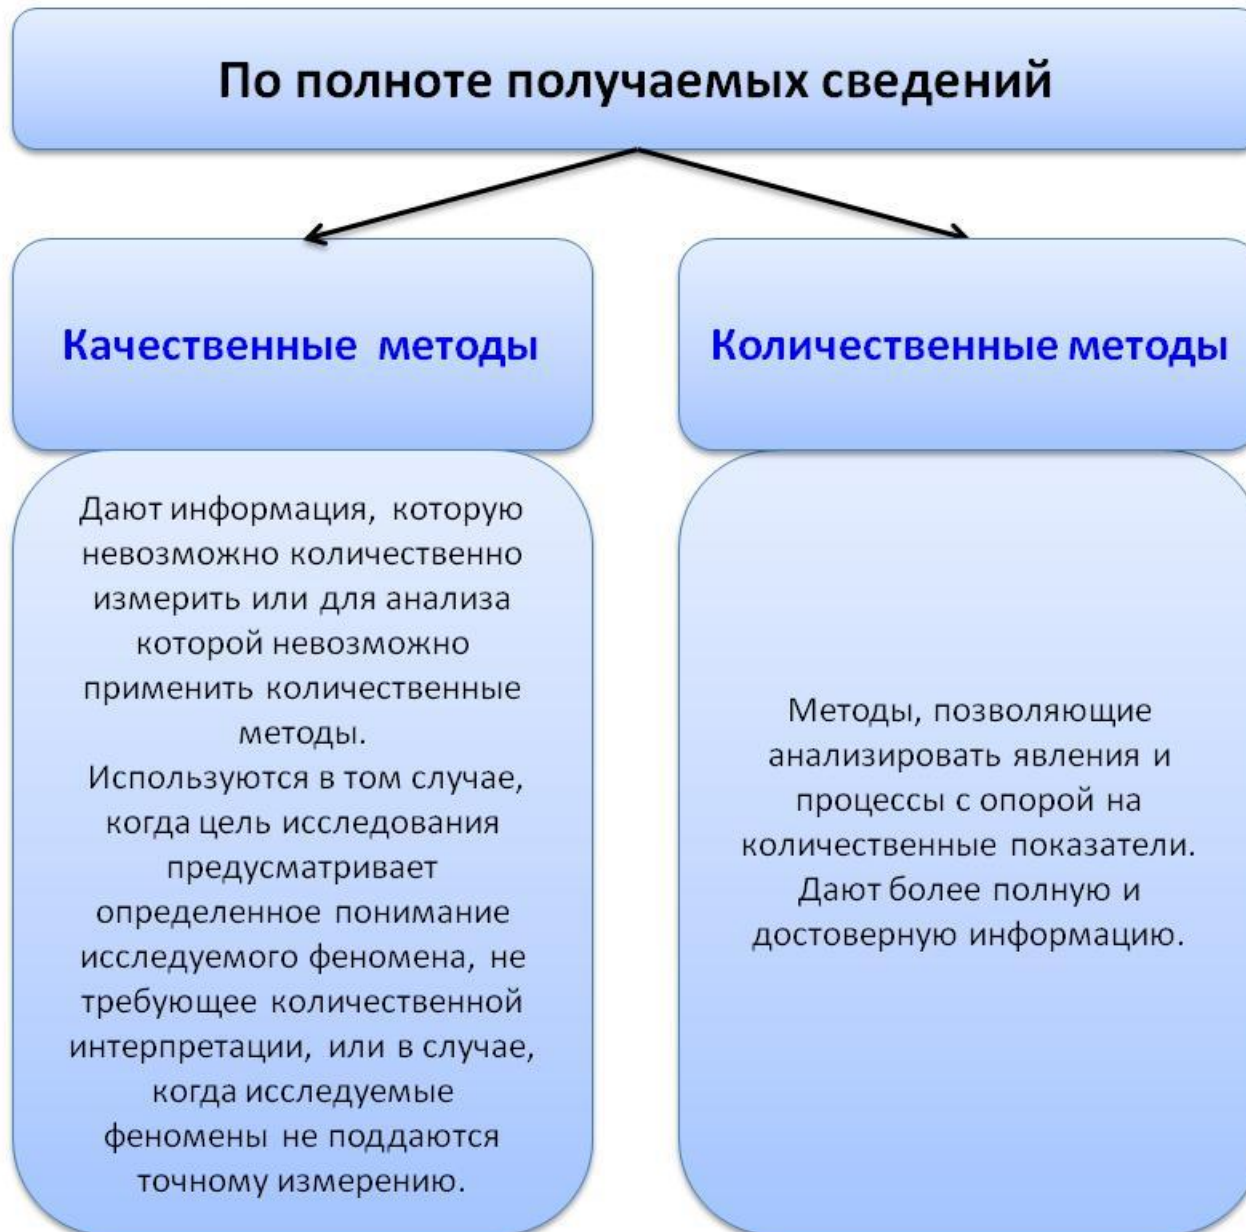 По полноте получаемых сведений
Качественные методы
Количественные методы
Дают информация, которую
невозможно количественно
измерить или для анализа
которой невозможно
применить количественные
методы.
Используются в том случае,
когда цель исследования
предусматривает
определенное понимание
исследуемого феномена, не
требующее количественной
интерпретации, или в случае,
когда исследуемые
феномены не поддаются
точному измерению.
Методы, позволяющие
анализировать явления и
процессы с опорой на
количественные показатели.
Дают более полную и
достоверную информацию.